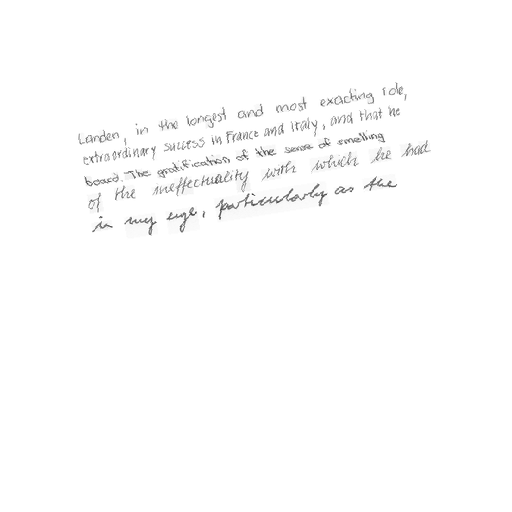 Landen, in the longest and most exacting role,
extraordinary success in France and Italy, and that he
board. The gratification of the sense of smelling
of the ineffectuality with which he had
in my eye, particularly as the